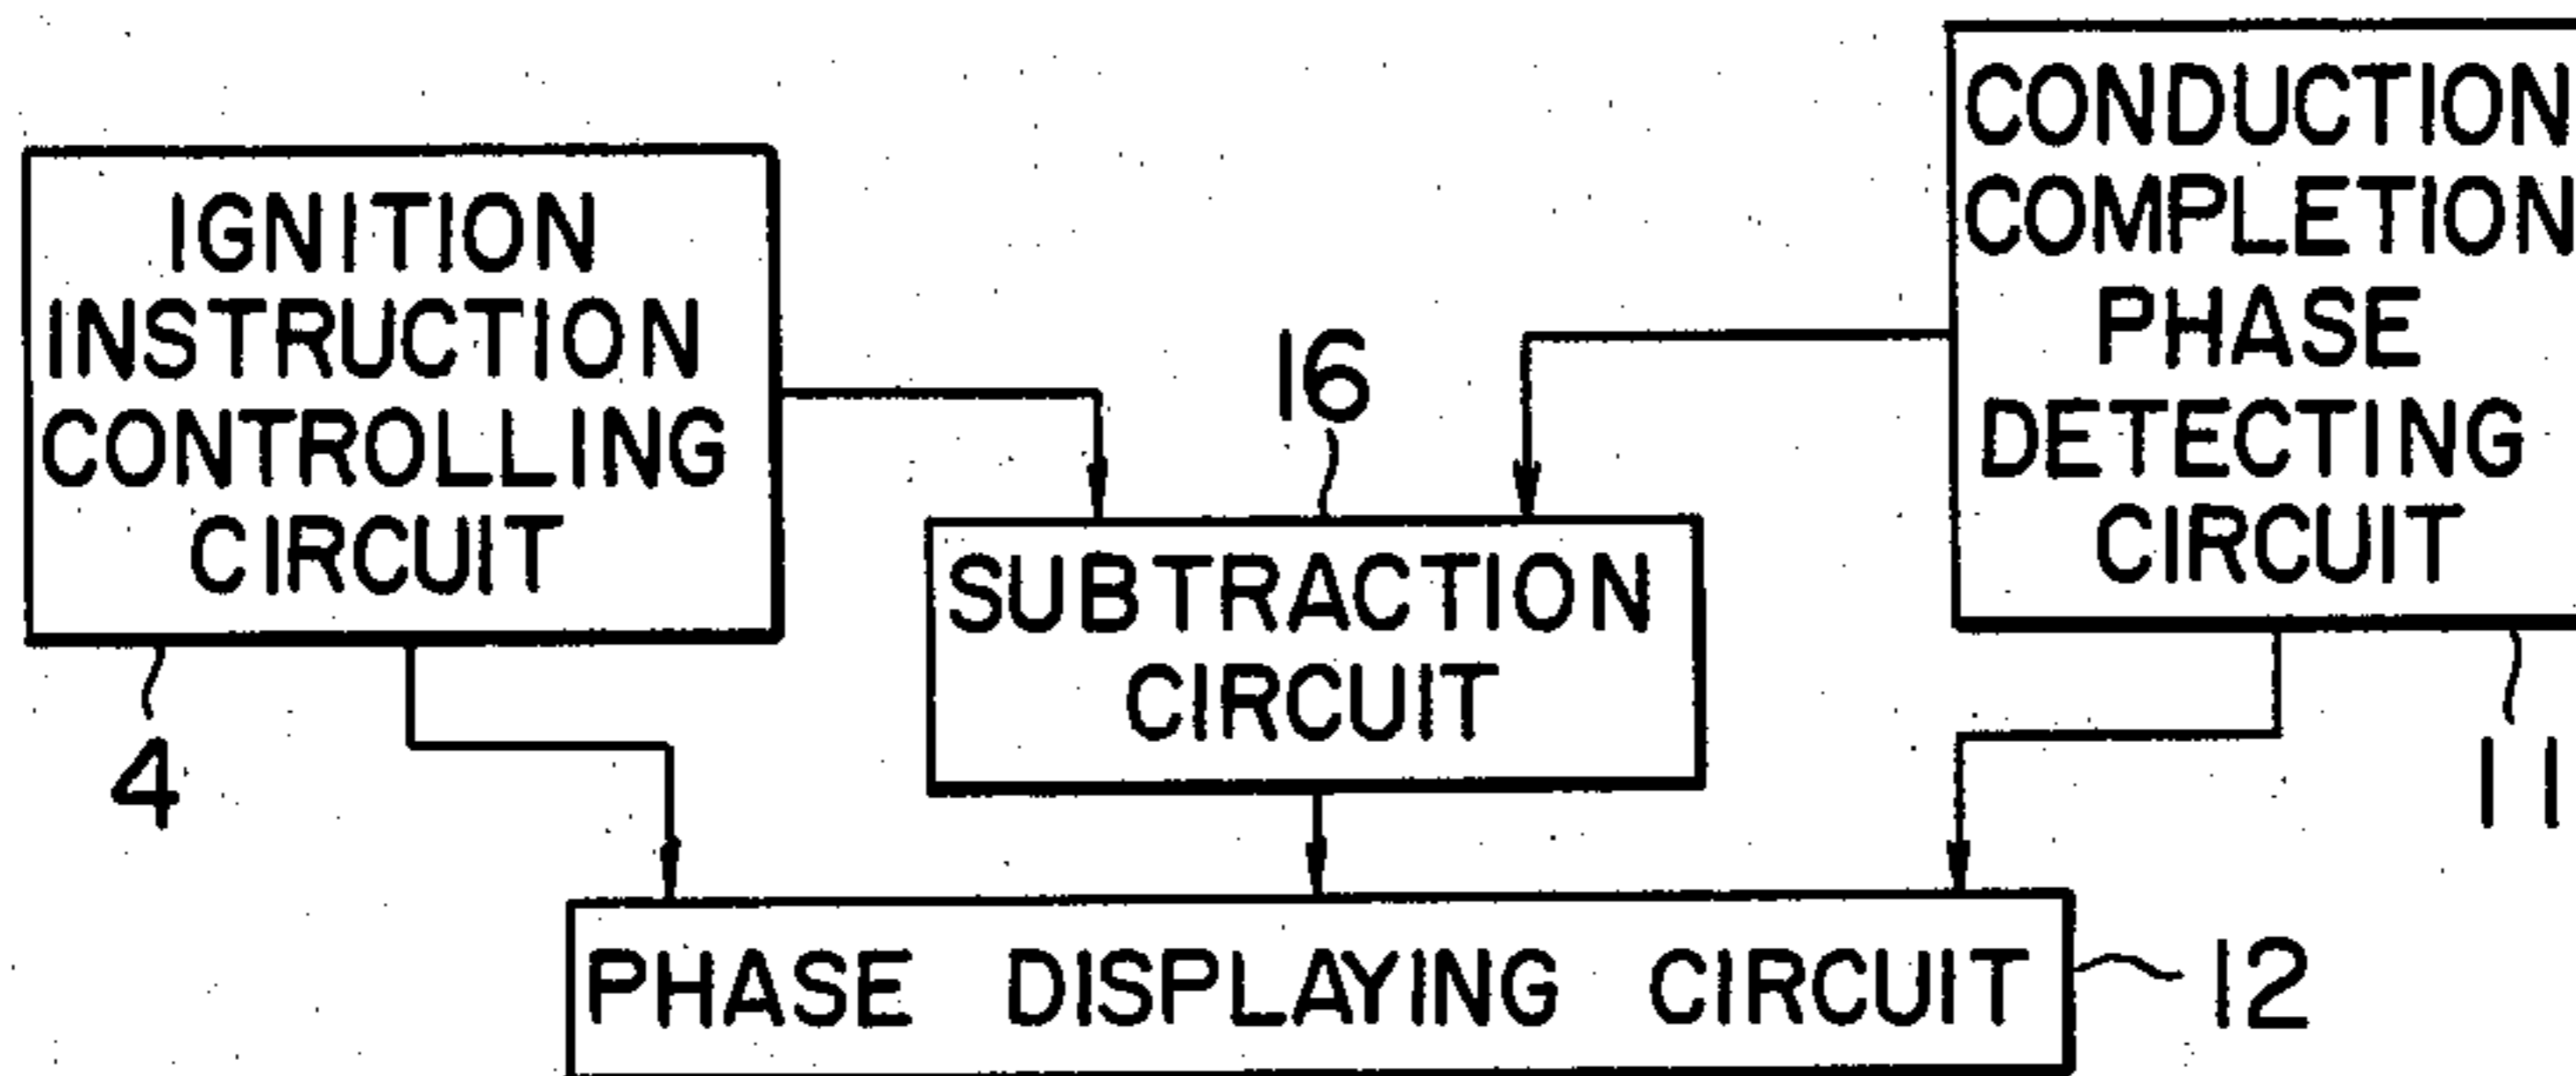 IGNITION
INSTRUCTION
CONTROLLING
CIRCUIT
4
16
SUBTRACTION
CIRCUIT
CONDUCTION
COMPLETION
PHASE
DETECTING
CIRCUIT
11
PHASE DISPLAYING CIRCUIT
12